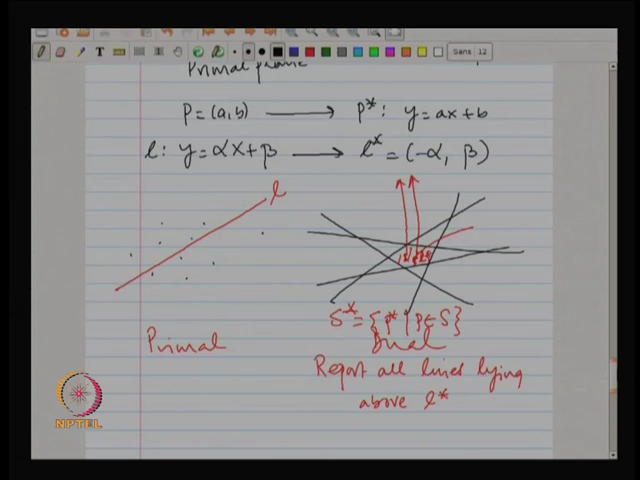 Sans 12
Primal plane
P = (a, b) ⟶ P*: y = ax + b
l: y = αx + β ⟶ l* = (-α, β)
l
S* = {p* | p ∈ S}
Primal
Dual
Report all lines lying
above l*
NPTEL